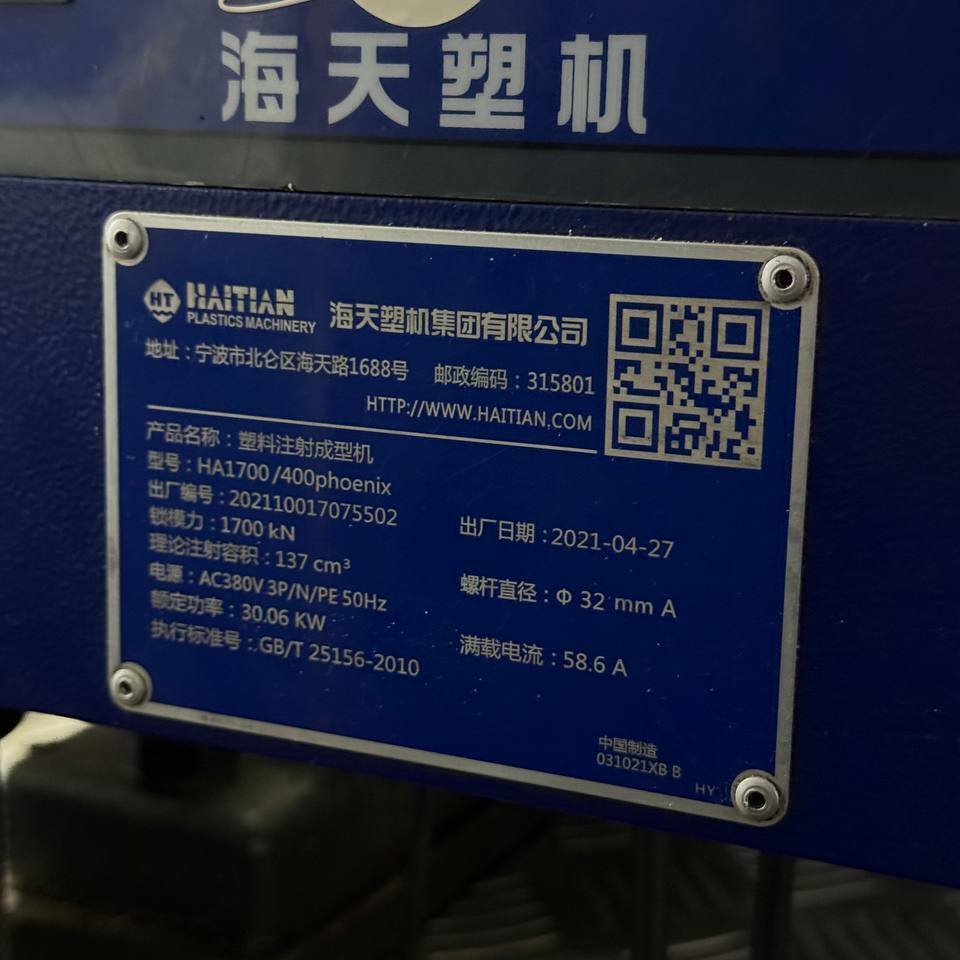 海天塑机
HT HAITIAN
PLASTICS MACHINERY
海天塑机集团有限公司
地址：宁波市北仑区海天路1688号 邮政编码：315801
HTTP://WWW.HAITIAN.COM
产品名称：塑料注射成型机
型号：HA1700/400phoenix
出厂编号：202110017075502
出厂日期：2021-04-27
锁模力：1700 kN
理论注射容积：137 cm³
螺杆直径：Φ 32 mm A
电源：AC380V 3P/N/PE 50Hz
额定功率：30.06 KW
满载电流：58.6 A
执行标准号：GB/T 25156-2010
中国制造
031021XB B
HY